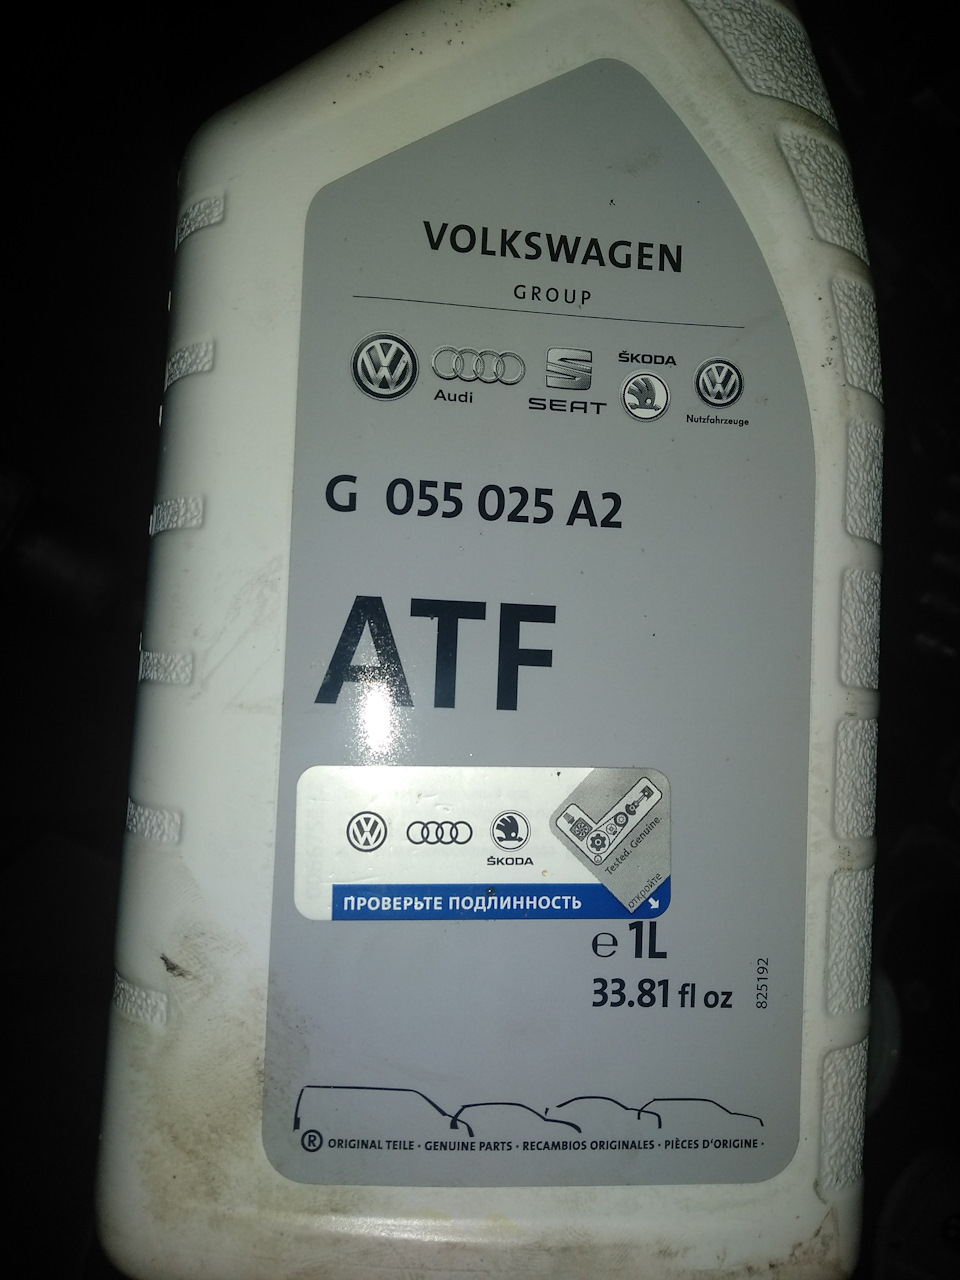 VOLKSWAGEN
GROUP
Audi
SEAT
ŠKODA
Nutzfahrzeuge
G 055 025 A2
ATF
ŠKODA
Tested. Genuine.
откройте
ПРОВЕРЬТЕ ПОДЛИННОСТЬ
e 1L
33.81 fl oz
825192
® ORIGINAL TEILE · GENUINE PARTS · RECAMBIOS ORIGINALES · PIÈCES D'ORIGINE ·